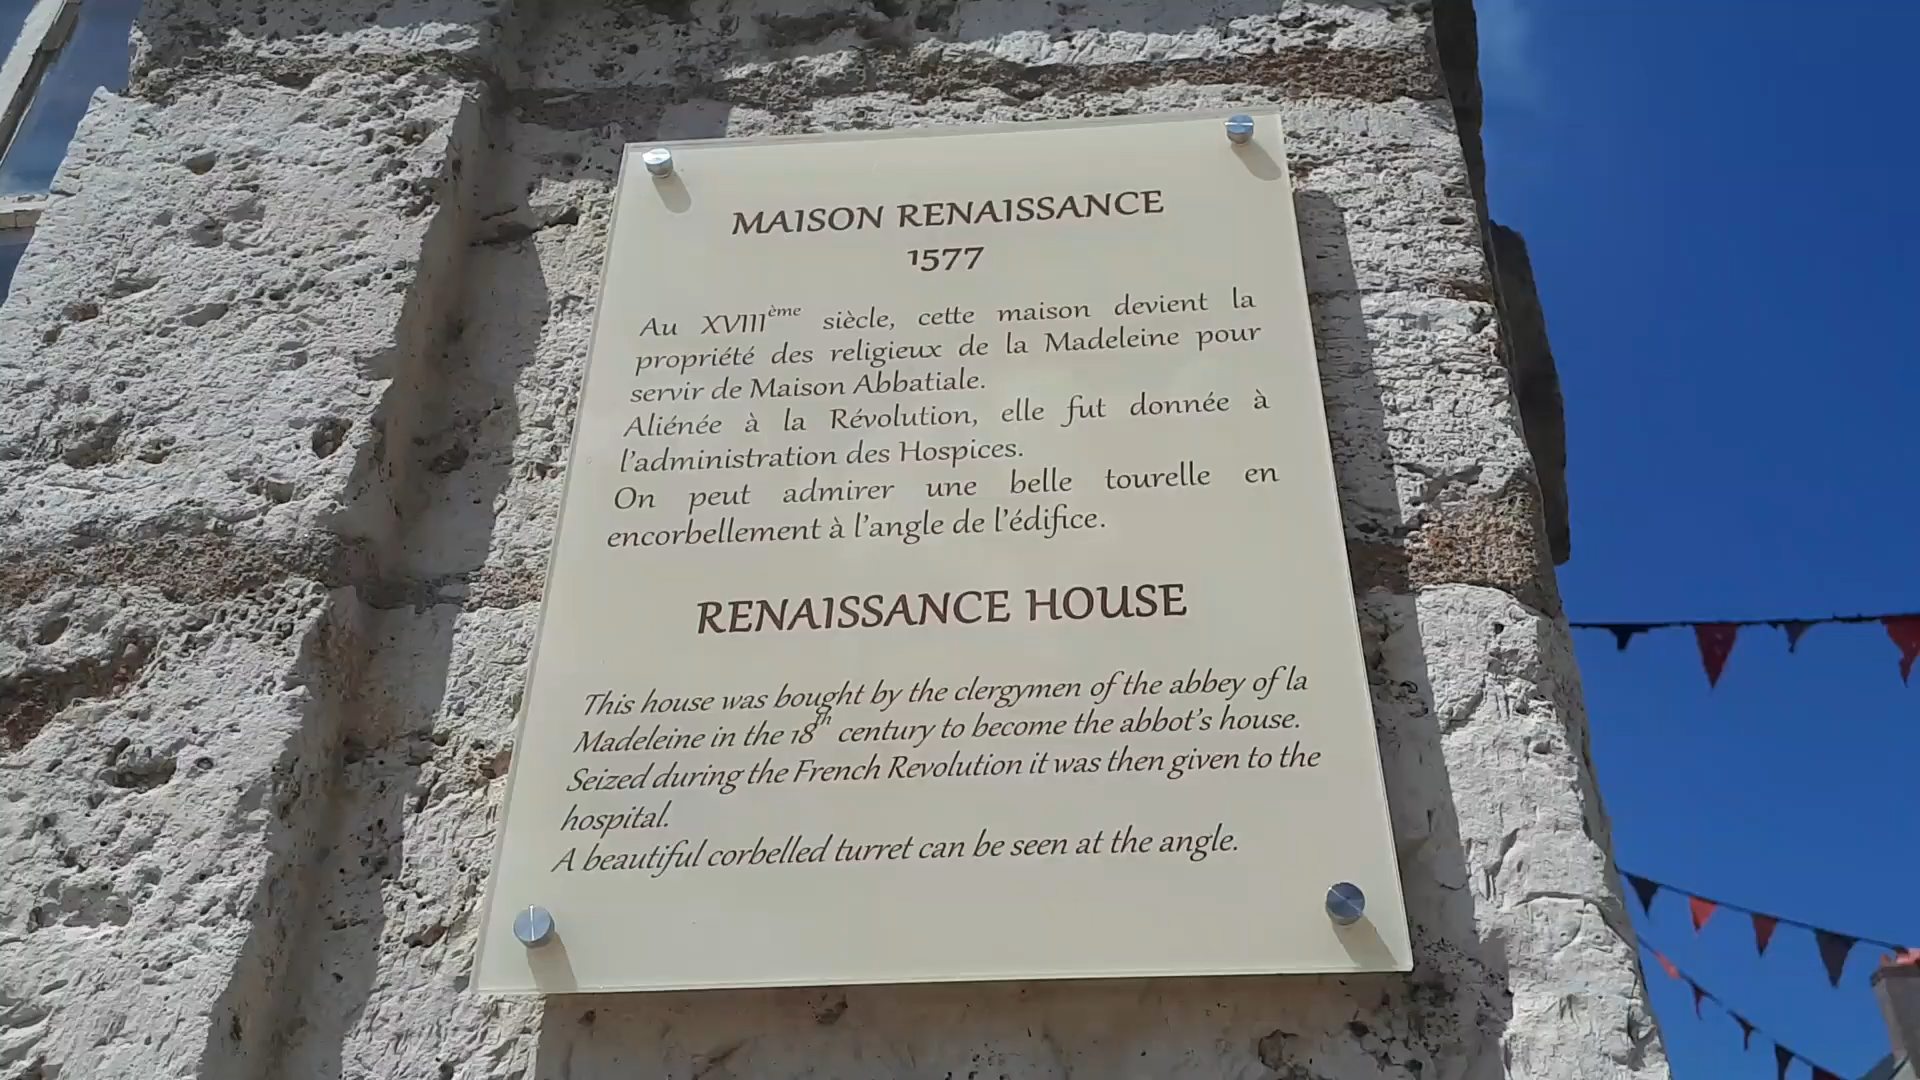 MAISON RENAISSANCE
1577
Au XVIIIème siècle, cette maison devient la
propriété des religieux de la Madeleine pour
servir de Maison Abbatiale.
Aliénée à la Révolution, elle fut donnée à
l'administration des Hospices.
On peut admirer une belle tourelle en
encorbellement à l'angle de l'édifice.
RENAISSANCE HOUSE
This house was bought by the clergymen of the abbey of la
Madeleine in the 18th century to become the abbot's house.
Seized during the French Revolution it was then given to the
hospital.
A beautiful corbelled turret can be seen at the angle.